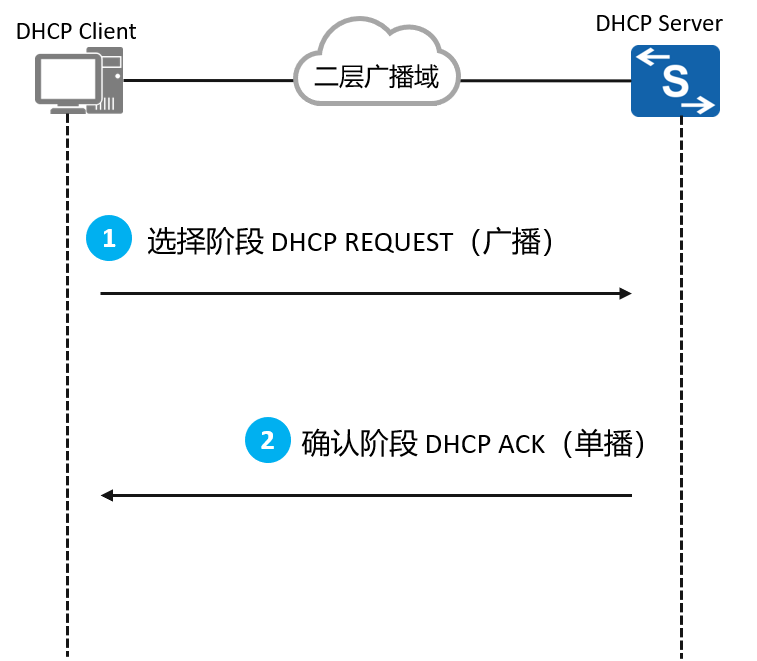 DHCP Client
DHCP Server
二层广播域
S
1 选择阶段 DHCP REQUEST（广播）
2 确认阶段 DHCP ACK（单播）